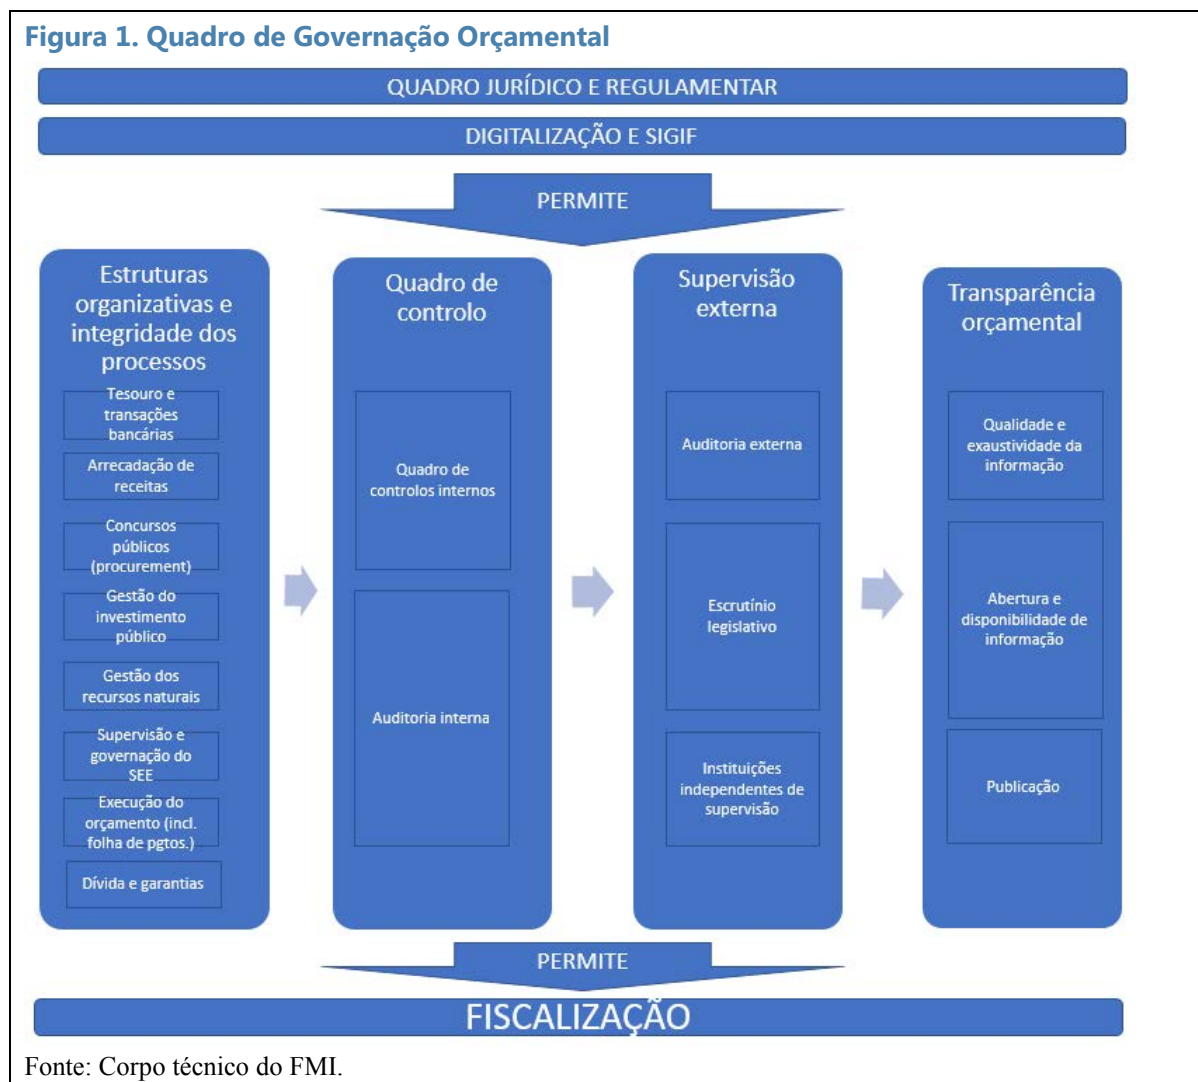 Figura 1. Quadro de Governação Orçamental
QUADRO JURÍDICO E REGULAMENTAR
DIGITALIZAÇÃO E SIGIF
PERMITE
Estruturas
organizativas e
integridade dos
processos
Tesouro e
transações
bancárias
Arrecadação de
receitas
Concursos
públicos
(procurement)
Gestão do
investimento
público
Gestão dos
recursos naturais
Supervisão e
governação do
SEE
Execução do
orçamento (incl.
folha de pgtos.)
Dívida e garantias
Quadro de
controlo
Quadro de
controlos internos
Auditoria interna
Supervisão
externa
Auditoria externa
Escrutínio
legislativo
Instituições
independentes de
supervisão
Transparência
orçamental
Qualidade e
exaustividade da
informação
Abertura e
disponibilidade de
informação
Publicação
PERMITE
FISCALIZAÇÃO
Fonte: Corpo técnico do FMI.